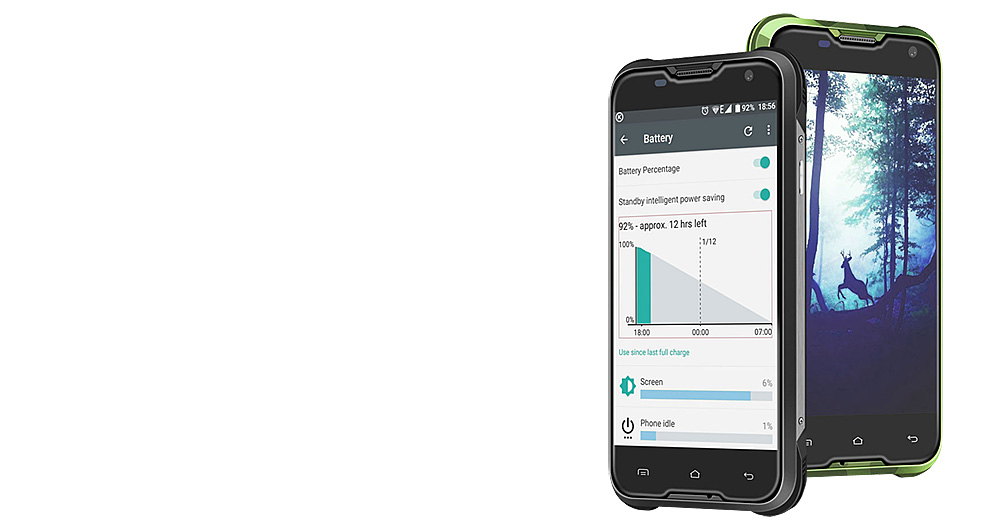 E 92% 18:56
Battery
Battery Percentage
Standby intelligent power saving
92% - approx. 12 hrs left
100%
1/12
0%
18:00 00:00 07:00
Use since last full charge
Screen 6%
Phone idle 1%